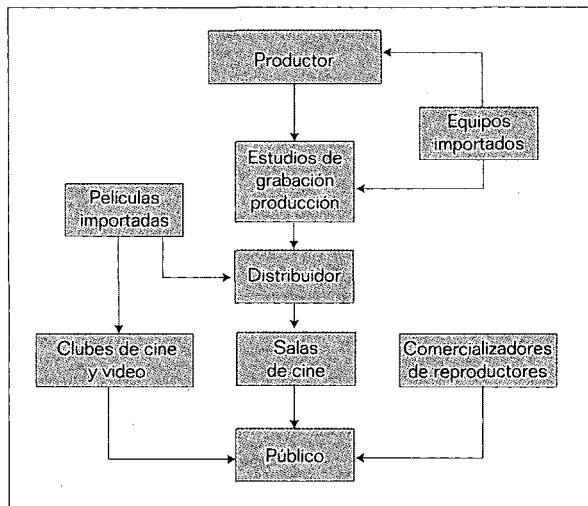 Productor
Equipos
importados
Estudios de
grabación
producción
Películas
importadas
Distribuidor
Clubes de cine
y video
Salas
de cine
Comercializadores
de reproductores
Público